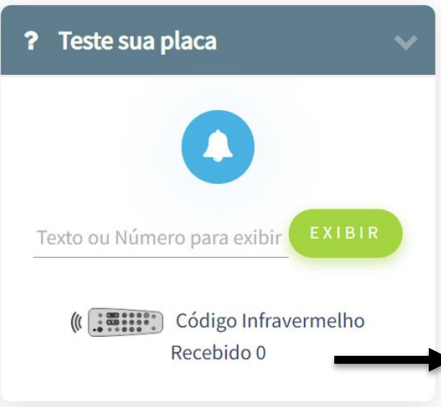 ? Teste sua placa
Texto ou Número para exibir EXIBIR
Código Infravermelho
Recebido 0